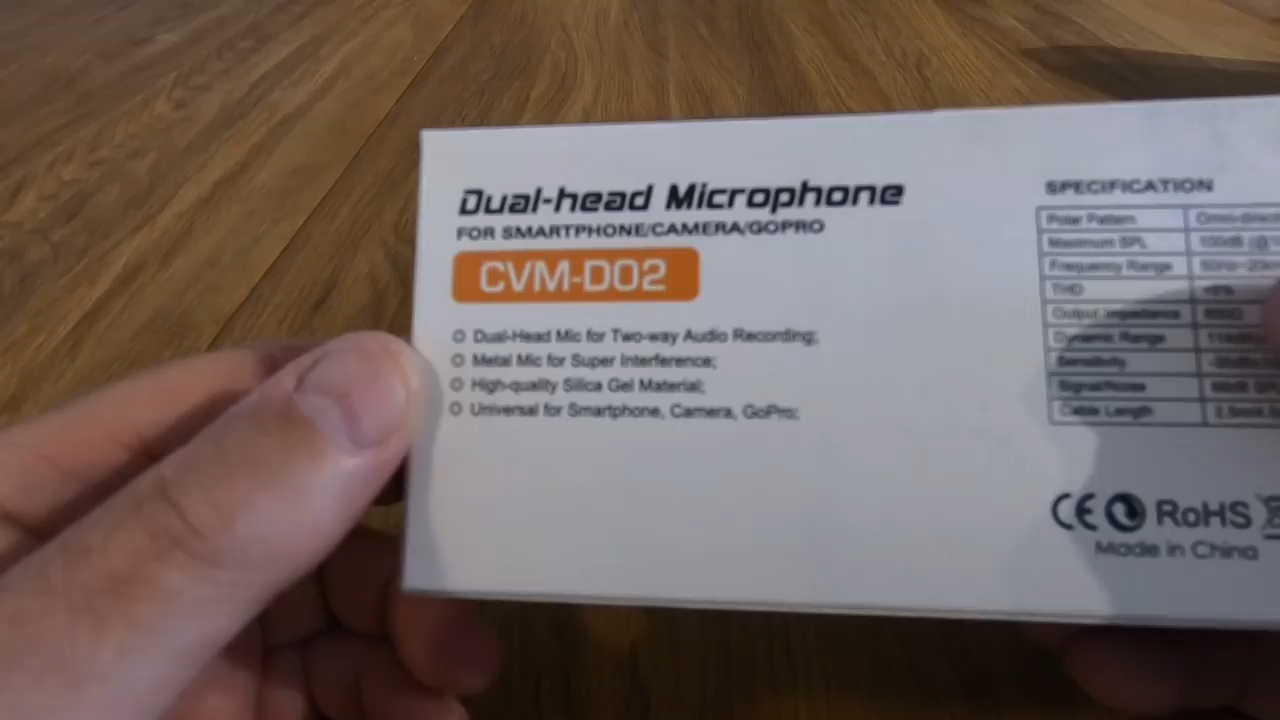 Dual-head Microphone
FOR SMARTPHONE/CAMERA/GOPRO
CVM-D02
Dual-Head Mic for Two-way Audio Recording;
Metal Mic for Super Interference;
High-quality Silica Gel Material;
Universal for Smartphone, Camera, GoPro;
SPECIFICATION
Polar Pattern
Maximum SPL
Frequency Range
THD
Output Impedance
Dynamic Range
Sensitivity
Signal/Noise
Cable Length
CE RoHS
Made in China